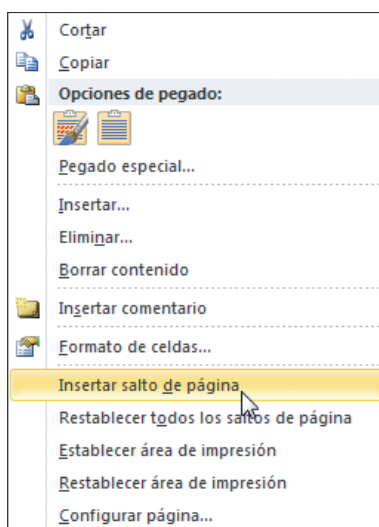 Cortar
Copiar
Opciones de pegado:
Pegado especial...
Insertar...
Eliminar...
Borrar contenido
Insertar comentario
Formato de celdas...
Insertar salto de página
Restablecer todos los saltos de página
Establecer área de impresión
Restablecer área de impresión
Configurar página...